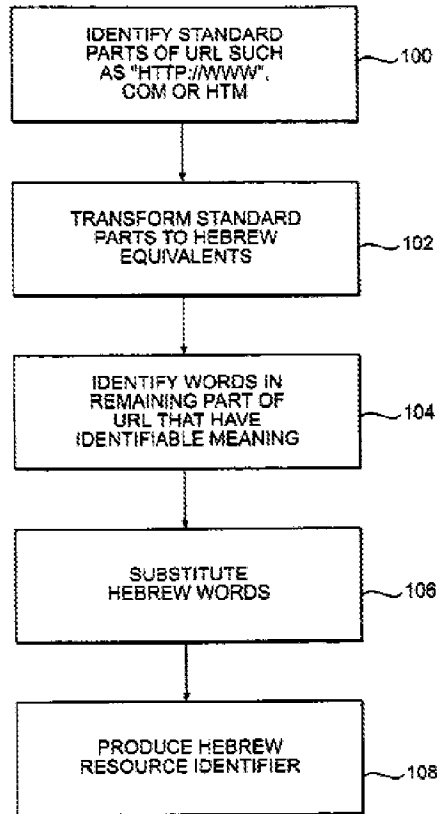 IDENTIFY STANDARD
PARTS OF URL SUCH
AS "HTTP://WWW",
COM OR HTM
100
TRANSFORM STANDARD
PARTS TO HEBREW
EQUIVALENTS
102
IDENTIFY WORDS IN
REMAINING PART OF
URL THAT HAVE
IDENTIFIABLE MEANING
104
SUBSTITUTE
HEBREW WORDS
106
PRODUCE HEBREW
RESOURCE IDENTIFIER
108